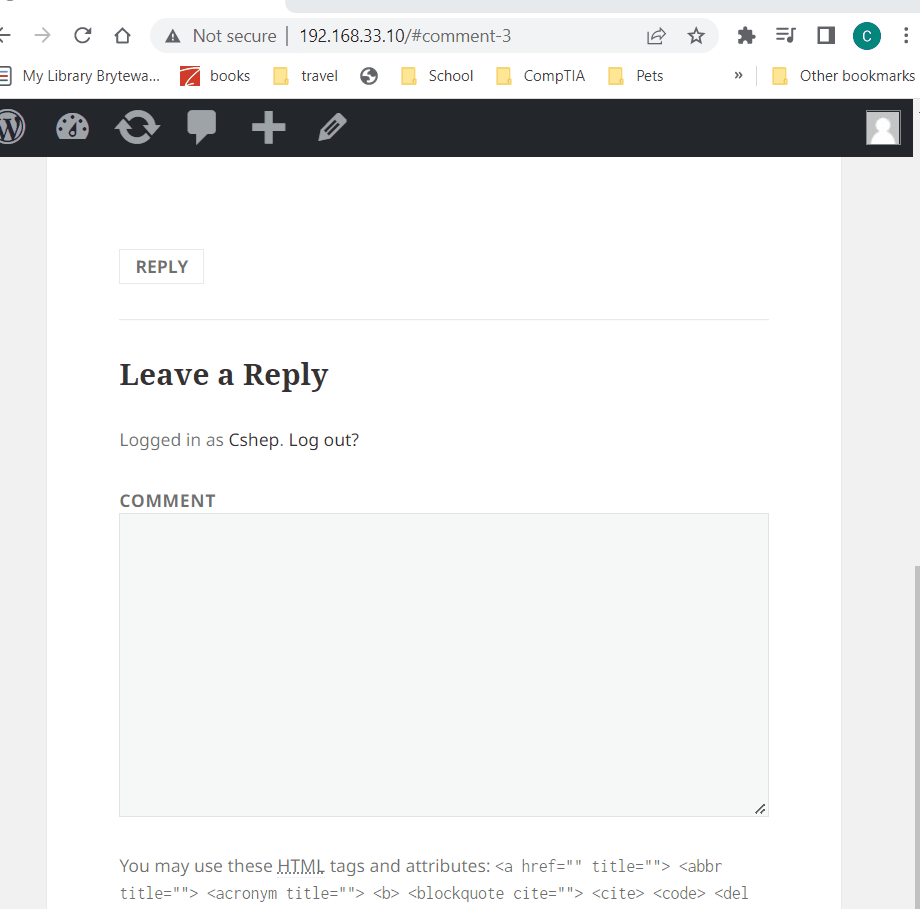 Not secure | 192.168.33.10/#comment-3
C
My Library Brytewa... books travel School CompTIA Pets » Other bookmarks
REPLY
Leave a Reply
Logged in as Cshep. Log out?
COMMENT
You may use these HTML tags and attributes: <a href="" title=""> <abbr
title=""> <acronym title=""> <b> <blockquote cite=""> <cite> <code> <del